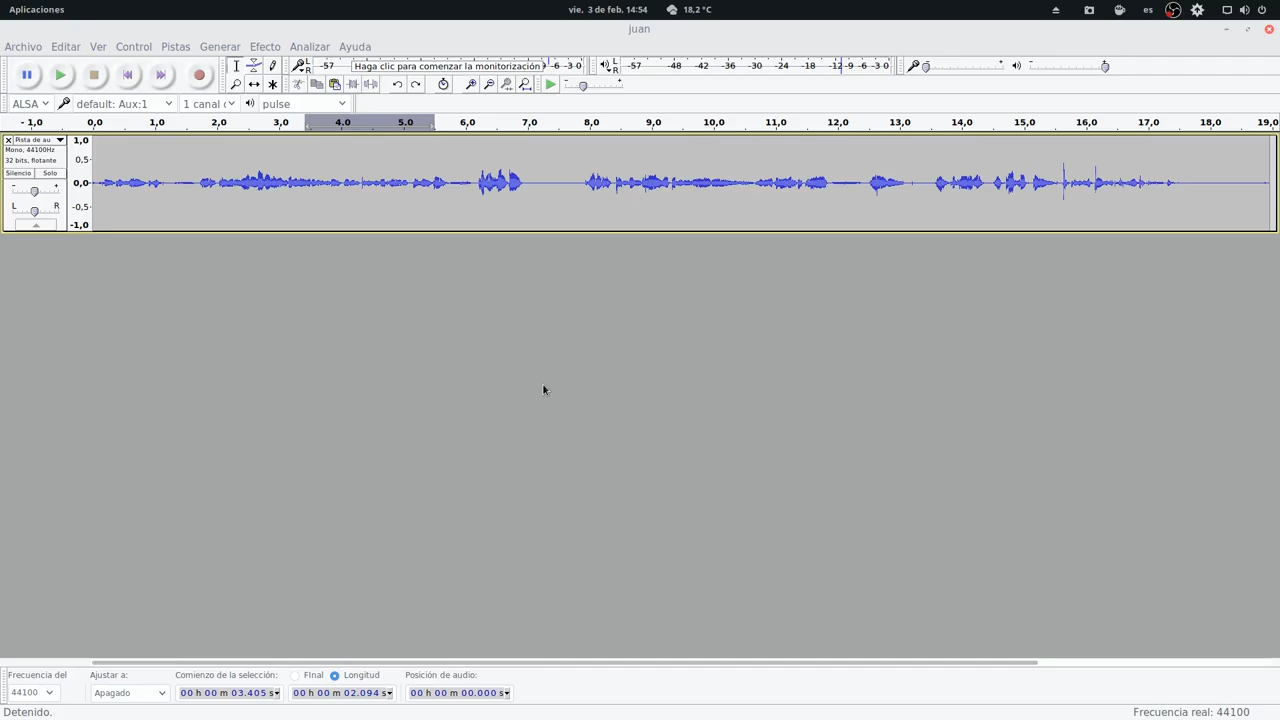 Aplicaciones vie, 3 de feb, 14:54 18,2 °C es
juan
Archivo Editar Ver Control Pistas Generar Efecto Analizar Ayuda
L R -57 Haga clic para comenzar la monitorización -6 -3 0 L R -57 -48 -42 -36 -30 -24 -18 -12 -9 -6 -3 0
ALSA default: Aux:1 1 canal pulse
- 1,0 0,0 1,0 2,0 3,0 4,0 5,0 6,0 7,0 8,0 9,0 10,0 11,0 12,0 13,0 14,0 15,0 16,0 17,0 18,0 19,0
Pista de au 1,0
Mono, 44100Hz
32 bits, flotante 0,5
Silencio Solo
0,0
L R -0,5
-1,0
Frecuencia del Ajustar a: Comienzo de la selección: FInal Longitud Posición de audio:
44100 Apagado 00 h 00 m 03.405 s 00 h 00 m 02.094 s 00 h 00 m 00.000 s
Detenido. Frecuencia real: 44100